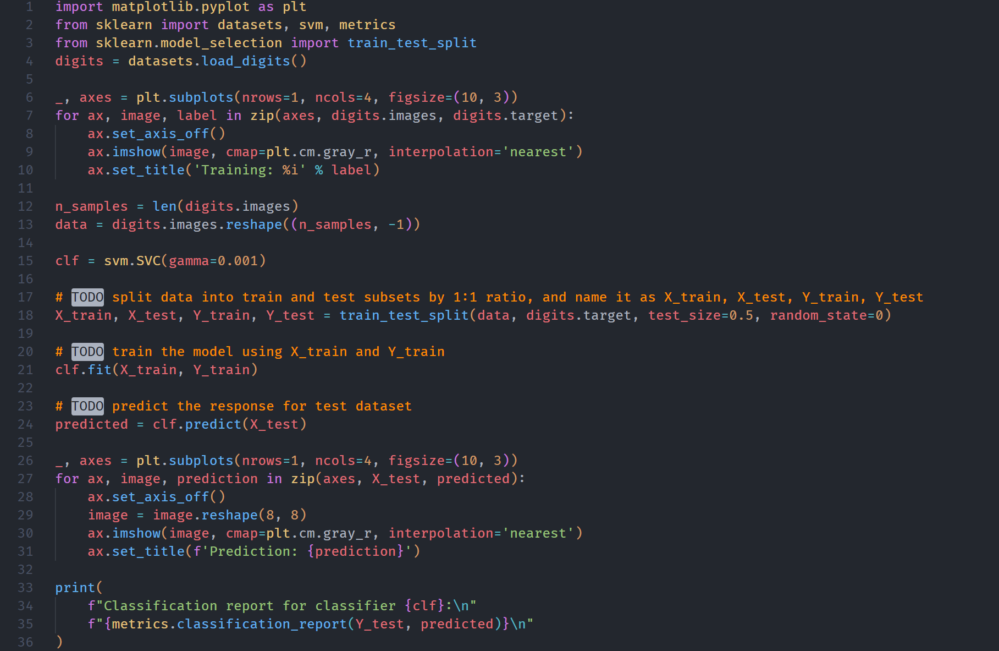 1 import matplotlib.pyplot as plt
2 from sklearn import datasets, svm, metrics
3 from sklearn.model_selection import train_test_split
4 digits = datasets.load_digits()
5
6 _, axes = plt.subplots(nrows=1, ncols=4, figsize=(10, 3))
7 for ax, image, label in zip(axes, digits.images, digits.target):
8     ax.set_axis_off()
9     ax.imshow(image, cmap=plt.cm.gray_r, interpolation='nearest')
10     ax.set_title('Training: %i' % label)
11
12 n_samples = len(digits.images)
13 data = digits.images.reshape((n_samples, -1))
14
15 clf = svm.SVC(gamma=0.001)
16
17 # TODO split data into train and test subsets by 1:1 ratio, and name it as X_train, X_test, Y_train, Y_test
18 X_train, X_test, Y_train, Y_test = train_test_split(data, digits.target, test_size=0.5, random_state=0)
19
20 # TODO train the model using X_train and Y_train
21 clf.fit(X_train, Y_train)
22
23 # TODO predict the response for test dataset
24 predicted = clf.predict(X_test)
25
26 _, axes = plt.subplots(nrows=1, ncols=4, figsize=(10, 3))
27 for ax, image, prediction in zip(axes, X_test, predicted):
28     ax.set_axis_off()
29     image = image.reshape(8, 8)
30     ax.imshow(image, cmap=plt.cm.gray_r, interpolation='nearest')
31     ax.set_title(f'Prediction: {prediction}')
32
33 print(
34     f"Classification report for classifier {clf}:\n"
35     f"{metrics.classification_report(Y_test, predicted)}\n"
36 )